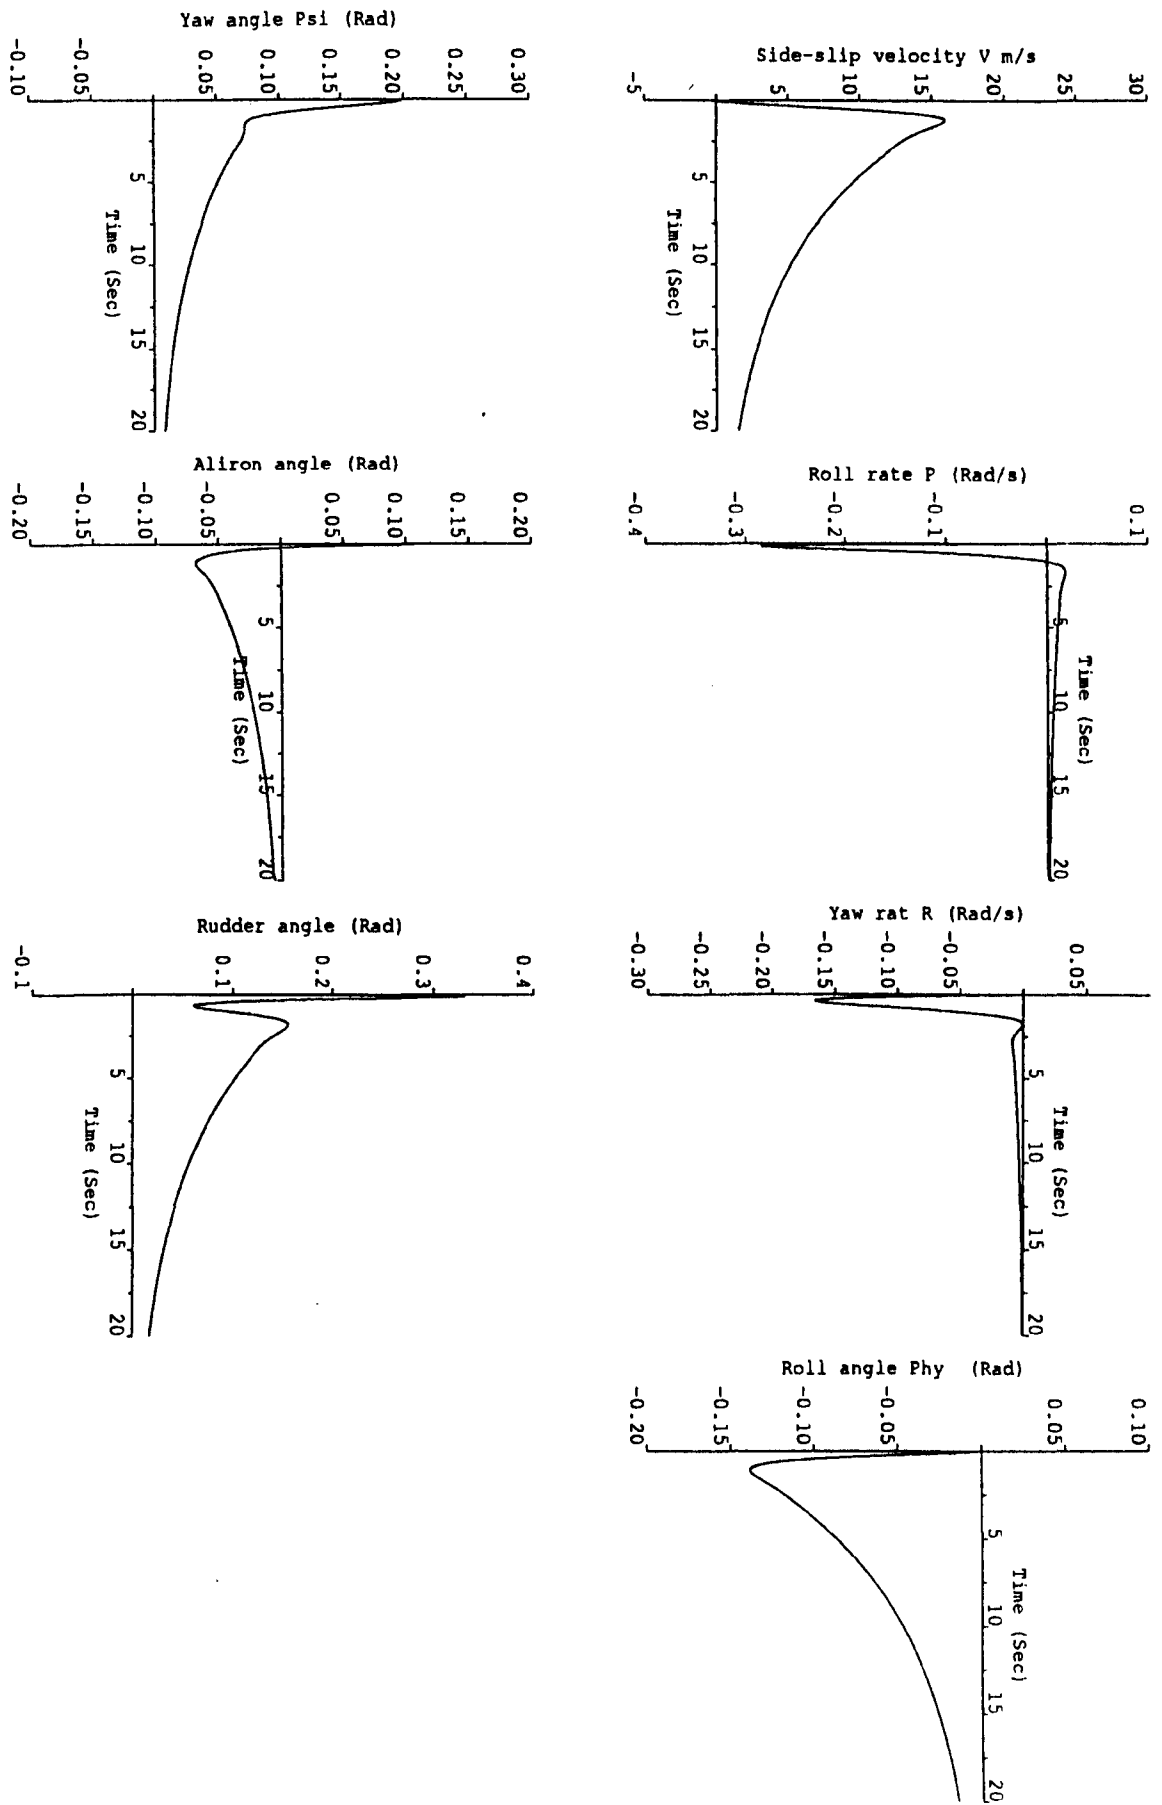 Side-slip velocity V m/s
-5 5 10 15 20 25 30
5 10 15 20
Time (Sec)
Roll rate P (Rad/s)
-0.4 -0.3 -0.2 -0.1 0.1
5 10 15 20
Time (Sec)
Yaw rat R (Rad/s)
-0.30 -0.25 -0.20 -0.15 -0.10 -0.05 0.05
5 10 15 20
Time (Sec)
Roll angle Phy (Rad)
-0.20 -0.15 -0.10 -0.05 0.05 0.10
5 10 15 20
Time (Sec)
Yaw angle Psi (Rad)
-0.10 -0.05 0.05 0.10 0.15 0.20 0.25 0.30
5 10 15 20
Time (Sec)
Aliron angle (Rad)
-0.20 -0.15 -0.10 -0.05 0.05 0.10 0.15 0.20
5 10 15 20
Time (Sec)
Rudder angle (Rad)
-0.1 0.1 0.2 0.3 0.4
5 10 15 20
Time (Sec)